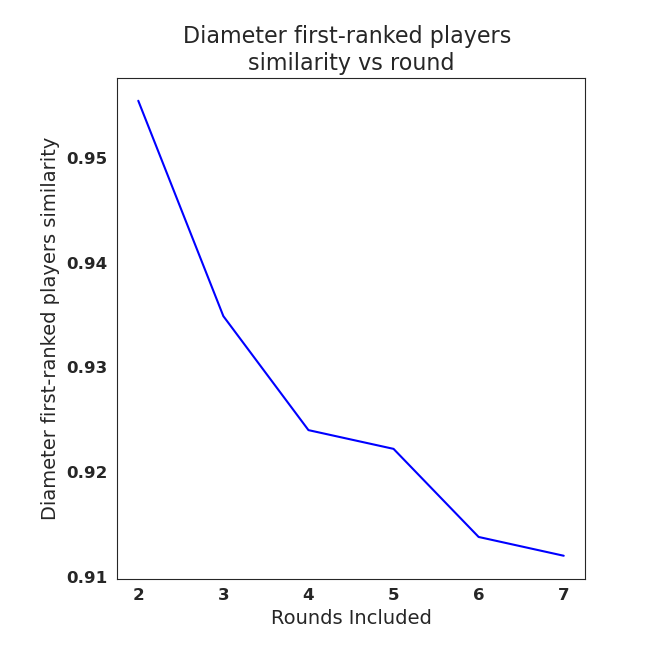 Diameter first-ranked players
similarity vs round
Diameter first-ranked players similarity
0.95
0.94
0.93
0.92
0.91
2 3 4 5 6 7
Rounds Included